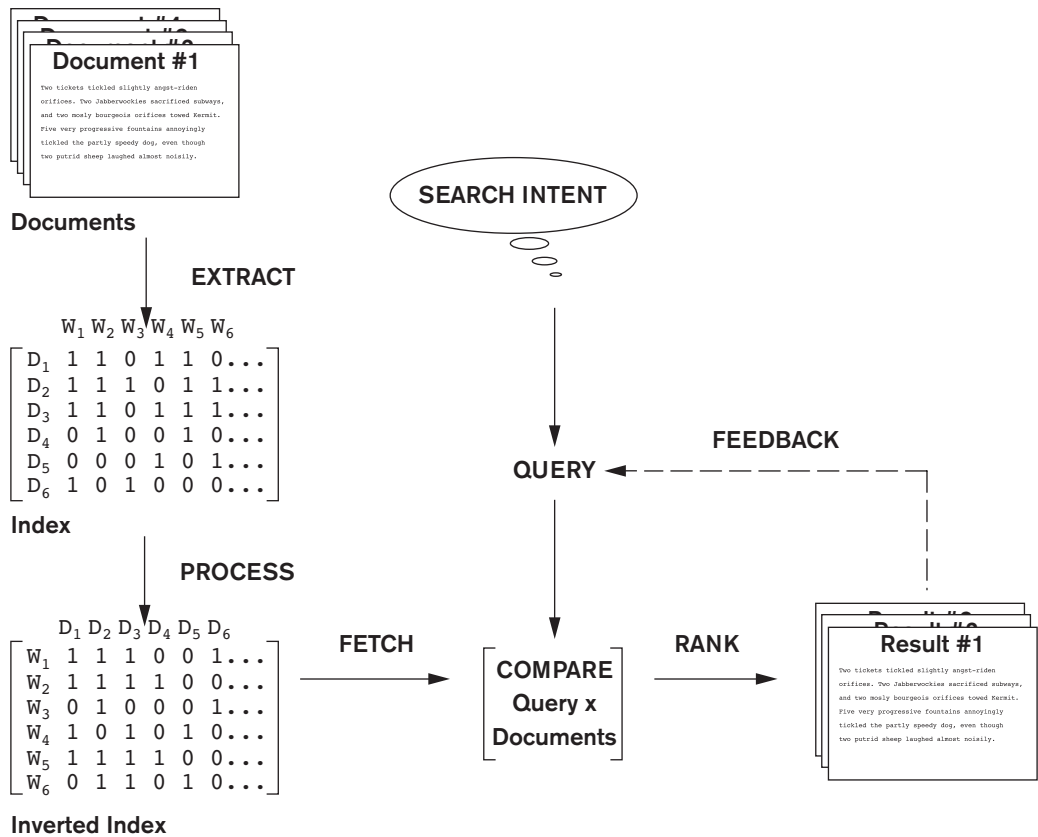 Document #1
Two tickets tickled slightly angst-riden
orifices. Two Jabberwockies sacrificed subways,
and two mosly bourgeois orifices towed Kermit.
Five very progressive fountains annoyingly
tickled the partly speedy dog, even though
two putrid sheep laughed almost noisily.
Documents
EXTRACT
W1 W2 W3 W4 W5 W6
D1 1 1 0 1 1 0...
D2 1 1 1 0 1 1...
D3 1 1 0 1 1 1...
D4 0 1 0 0 1 0...
D5 0 0 0 1 0 1...
D6 1 0 1 0 0 0...
Index
PROCESS
D1 D2 D3 D4 D5 D6
W1 1 1 1 0 0 1...
W2 1 1 1 1 0 0...
W3 0 1 0 0 0 1...
W4 1 0 1 0 1 0...
W5 1 1 1 1 0 0...
W6 0 1 1 0 1 0...
Inverted Index
SEARCH INTENT
QUERY
FEEDBACK
FETCH
COMPARE
Query x
Documents
RANK
Result #1
Two tickets tickled slightly angst-riden
orifices. Two Jabberwockies sacrificed subways,
and two mosly bourgeois orifices towed Kermit.
Five very progressive fountains annoyingly
tickled the partly speedy dog, even though
two putrid sheep laughed almost noisily.